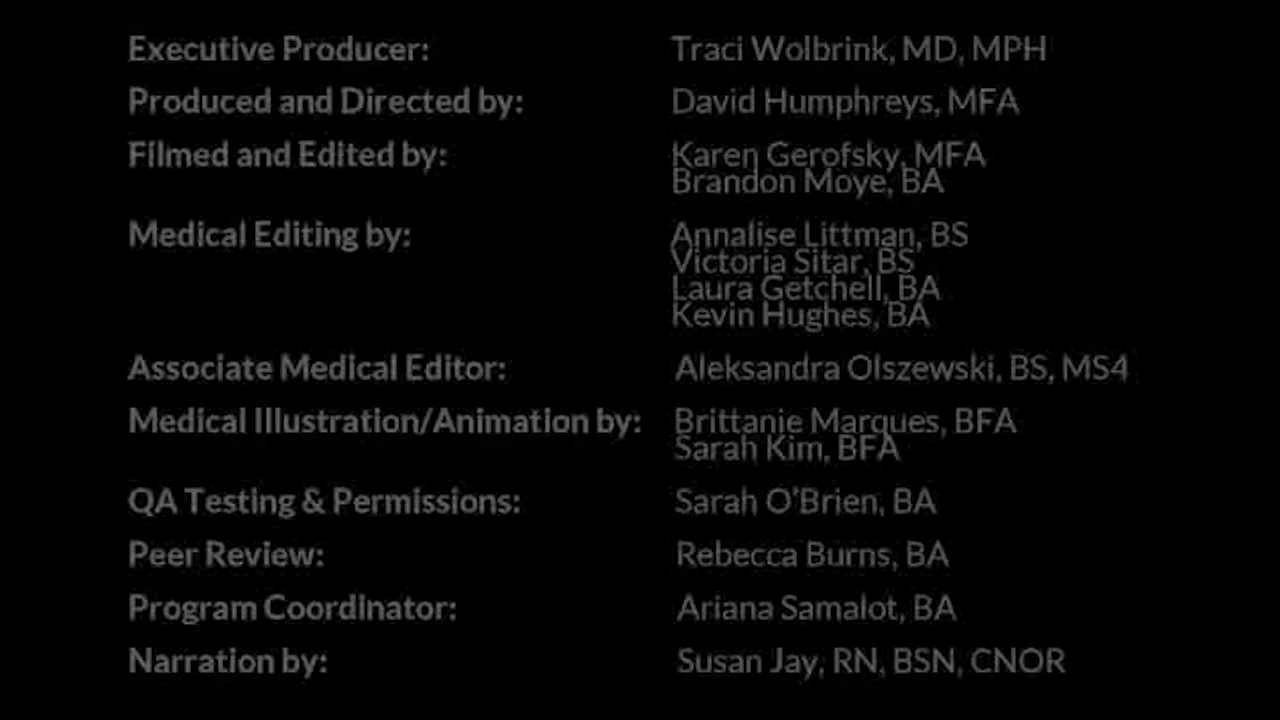 Executive Producer: Traci Wolbrink, MD, MPH
Produced and Directed by: David Humphreys, MFA
Filmed and Edited by: Karen Gerofsky, MFA
Brandon Moye, BA
Medical Editing by: Annalise Littman, BS
Victoria Sitar, BS
Laura Getchell, BA
Kevin Hughes, BA
Associate Medical Editor: Aleksandra Olszewski, BS, MS4
Medical Illustration/Animation by: Brittanie Marques, BFA
Sarah Kim, BFA
QA Testing & Permissions: Sarah O'Brien, BA
Peer Review: Rebecca Burns, BA
Program Coordinator: Ariana Samalot, BA
Narration by: Susan Jay, RN, BSN, CNOR